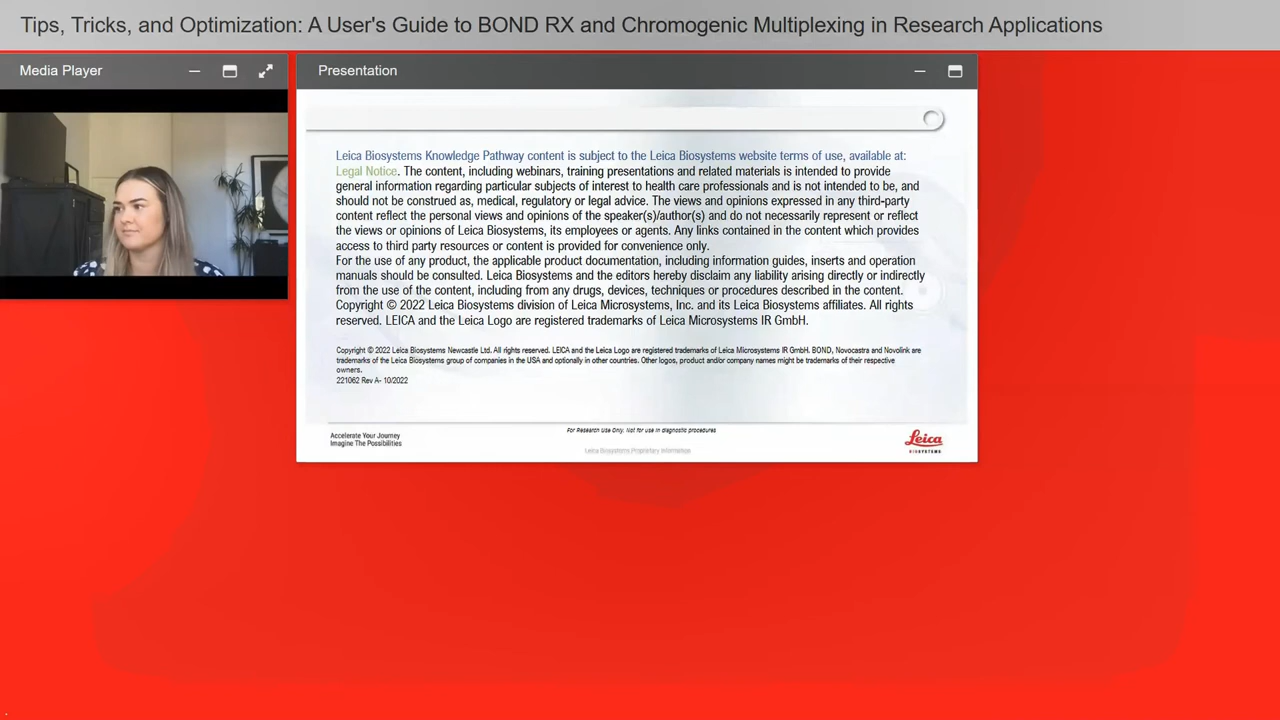 Tips, Tricks, and Optimization: A User's Guide to BOND RX and Chromogenic Multiplexing in Research Applications
Media Player
Presentation
Leica Biosystems Knowledge Pathway content is subject to the Leica Biosystems website terms of use, available at:
Legal Notice. The content, including webinars, training presentations and related materials is intended to provide
general information regarding particular subjects of interest to health care professionals and is not intended to be, and
should not be construed as, medical, regulatory or legal advice. The views and opinions expressed in any third-party
content reflect the personal views and opinions of the speaker(s)/author(s) and do not necessarily represent or reflect
the views or opinions of Leica Biosystems, its employees or agents. Any links contained in the content which provides
access to third party resources or content is provided for convenience only.
For the use of any product, the applicable product documentation, including information guides, inserts and operation
manuals should be consulted. Leica Biosystems and the editors hereby disclaim any liability arising directly or indirectly
from the use of the content, including from any drugs, devices, techniques or procedures described in the content.
Copyright © 2022 Leica Biosystems division of Leica Microsystems, Inc. and its Leica Biosystems affiliates. All rights
reserved. LEICA and the Leica Logo are registered trademarks of Leica Microsystems IR GmbH.
Copyright © 2022 Leica Biosystems Newcastle Ltd. All rights reserved. LEICA and the Leica Logo are registered trademarks of Leica Microsystems IR GmbH. BOND, Novocastra and Novolink are
trademarks of the Leica Biosystems group of companies in the USA and optionally in other countries. Other logos, product and/or company names might be trademarks of their respective
owners.
221062 Rev A- 10/2022
Accelerate Your Journey
Imagine The Possibilities
For Research Use Only. Not for use in diagnostic procedures
Leica Biosystems Proprietary Information
Leica
BIOSYSTEMS